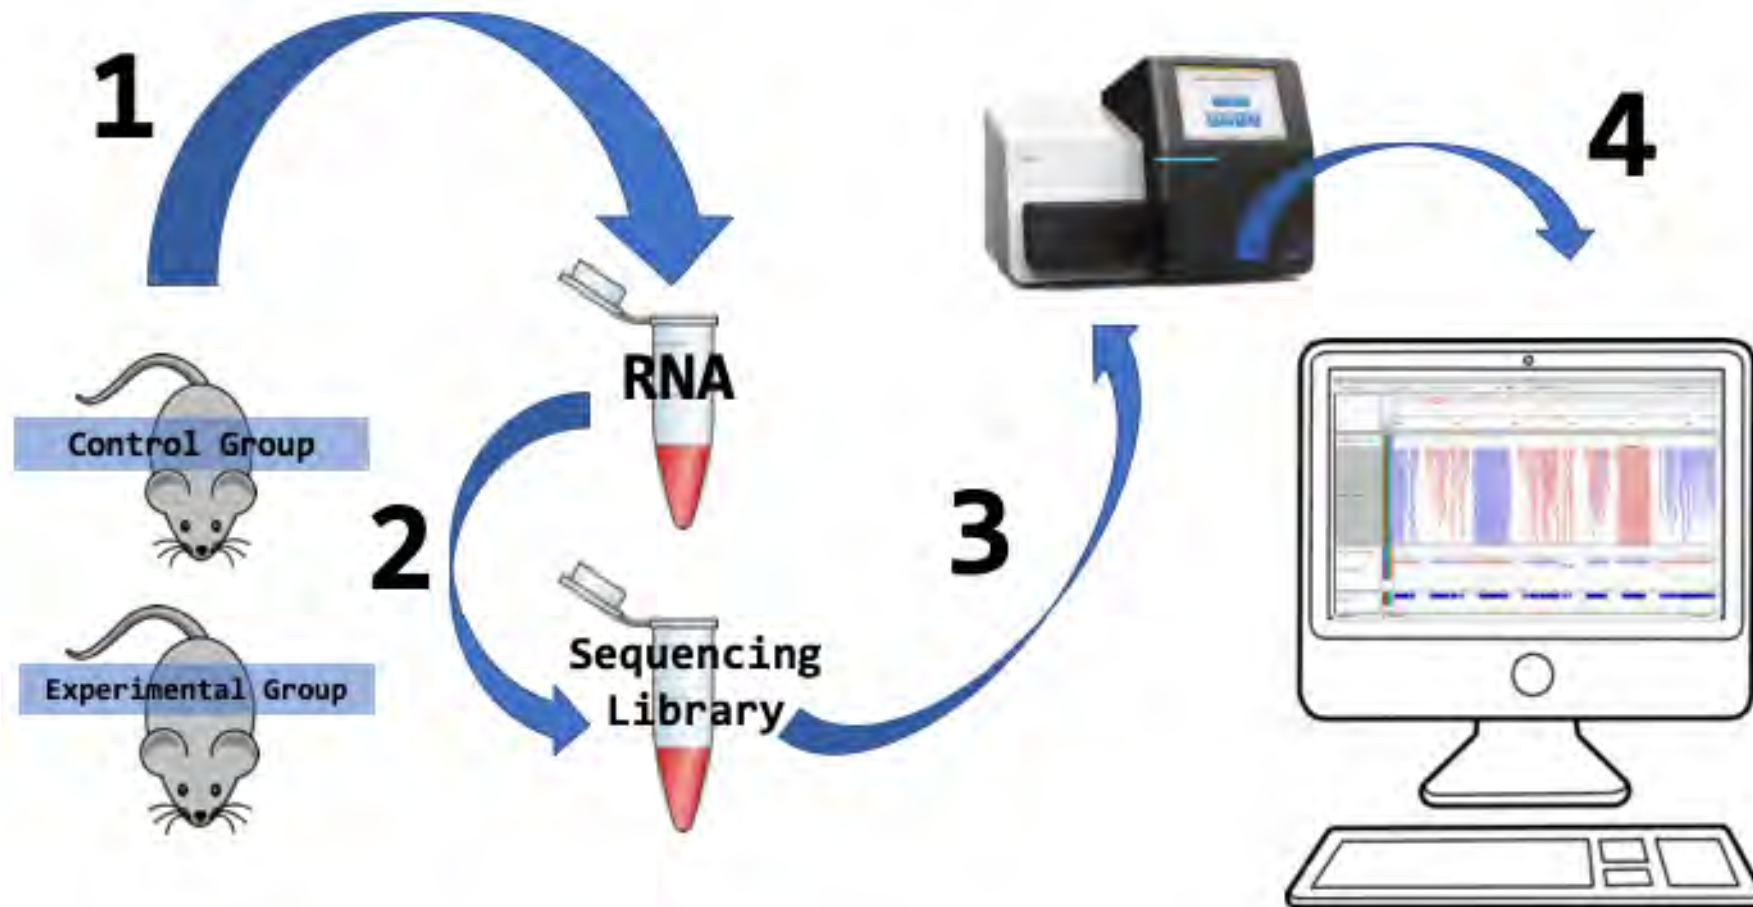 1
Control Group
Experimental Group
RNA
2
Sequencing
Library
3
4